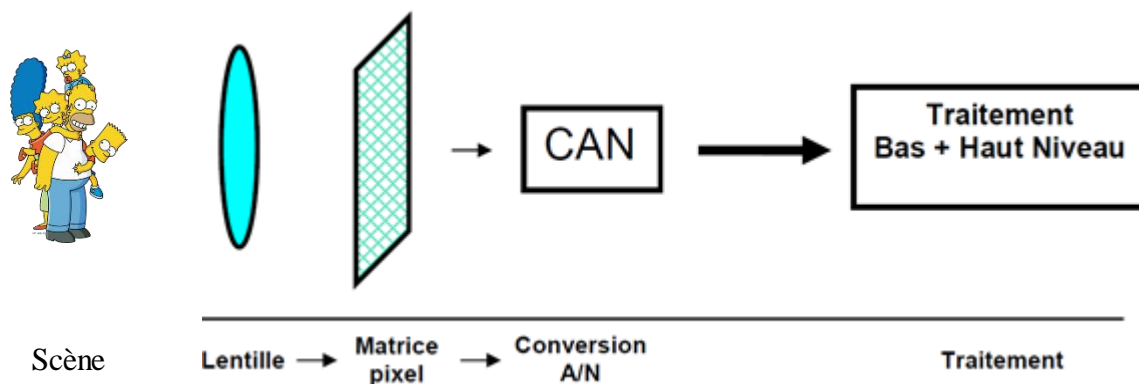 CAN
Traitement
Bas + Haut Niveau
Scène
Lentille
Matrice
pixel
Conversion
A/N
Traitement